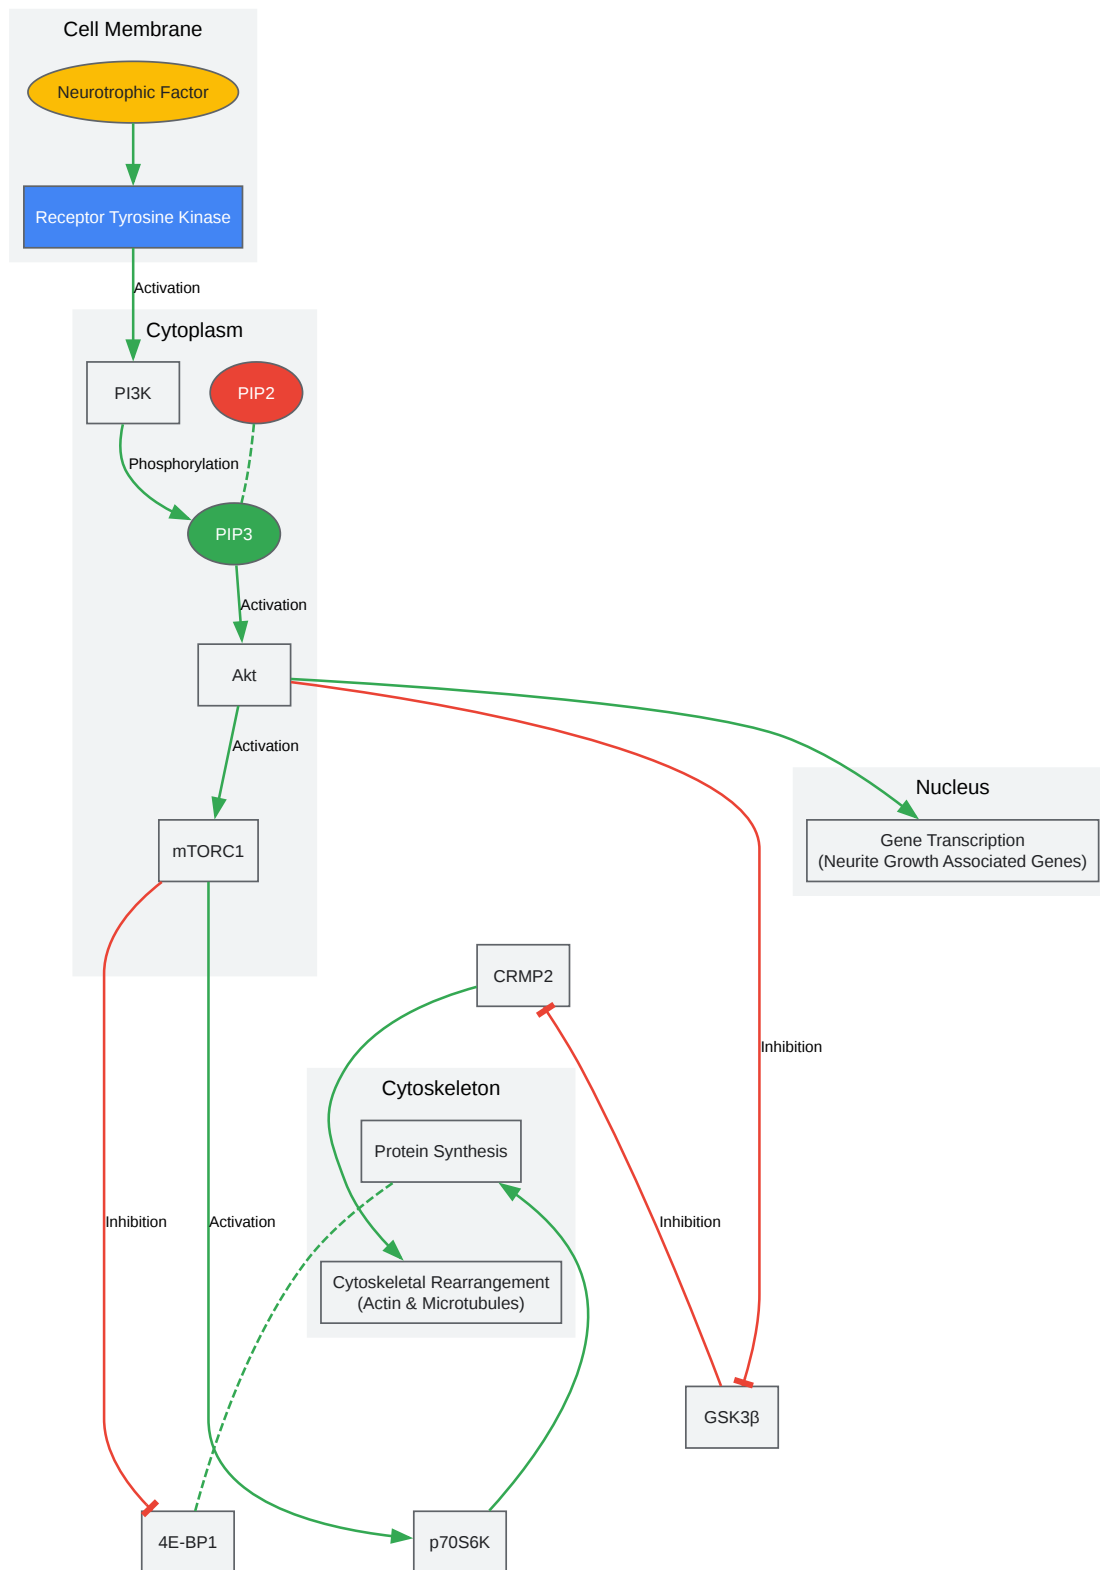 Cell Membrane
Neurotrophic Factor
Receptor Tyrosine Kinase
Activation
Cytoplasm
PI3K
PIP2
Phosphorylation
PIP3
Activation
Akt
Activation
Nucleus
mTORC1
Gene Transcription
(Neurite Growth Associated Genes)
CRMP2
Inhibition
Cytoskeleton
Protein Synthesis
Inhibition
Activation
Inhibition
Cytoskeletal Rearrangement
(Actin & Microtubules)
GSK3β
4E-BP1
p70S6K